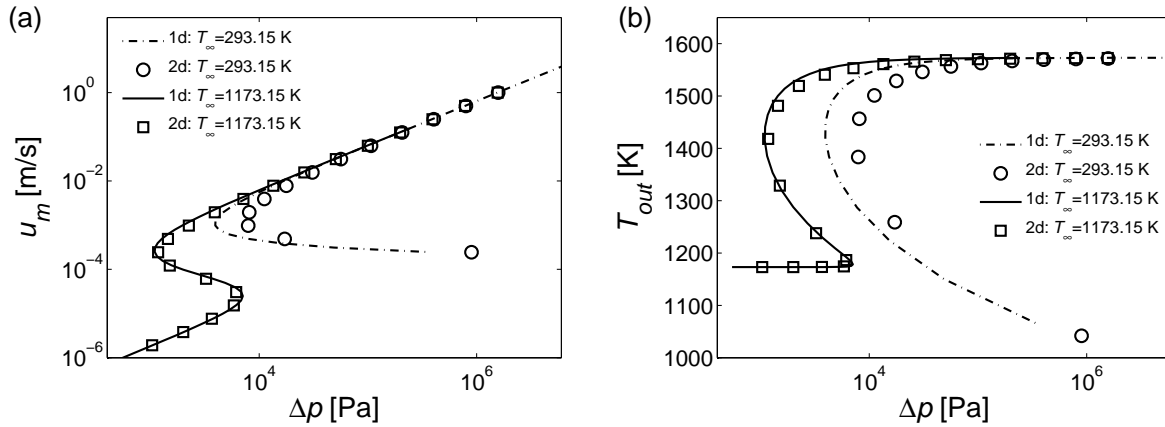 (a)
1d: T∞=293.15 K
2d: T∞=293.15 K
1d: T∞=1173.15 K
2d: T∞=1173.15 K
10^0
10^−2
10^−4
10^−6
u_m [m/s]
10^4
10^6
Δp [Pa]
(b)
1600
1500
1400
1300
1200
1100
1000
T_out [K]
1d: T∞=293.15 K
2d: T∞=293.15 K
1d: T∞=1173.15 K
2d: T∞=1173.15 K
10^4
10^6
Δp [Pa]